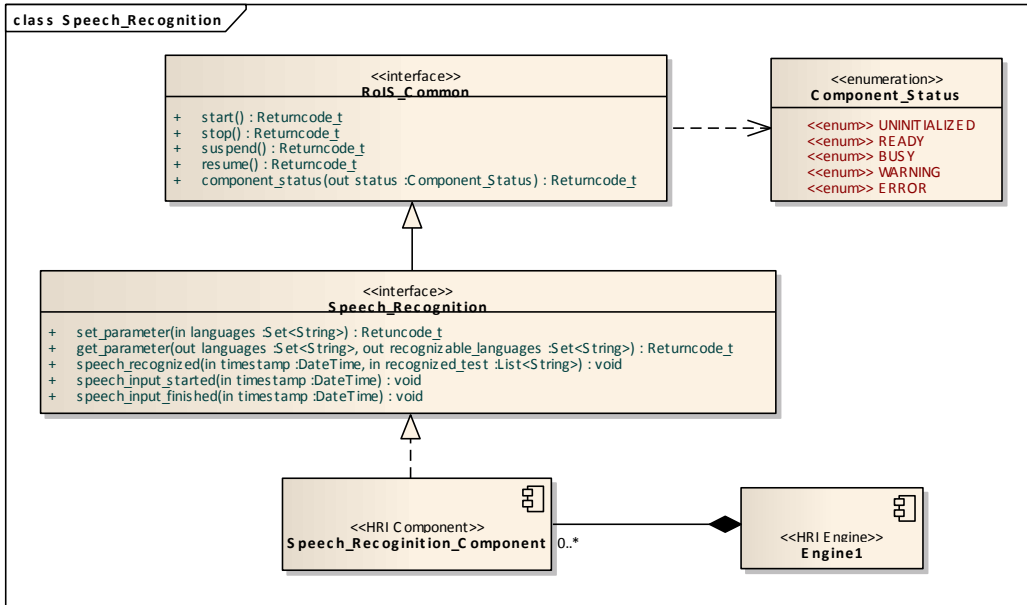 class Speech_Recognition
<<interface>>
RoIS_Common
+ start() : Returncode_t
+ stop() : Returncode_t
+ suspend() : Returncode_t
+ resume() : Returncode_t
+ component_status(out status :Component_Status) : Returncode_t
<<enumeration>>
Component_Status
<<enum>> UNINITIALIZED
<<enum>> READY
<<enum>> BUSY
<<enum>> WARNING
<<enum>> ERROR
<<interface>>
Speech_Recognition
+ set_parameter(in languages :Set<String>) : Retuncode_t
+ get_parameter(out languages :Set<String>, out recognizable_languages :Set<String>) : Returncode_t
+ speech_recognized(in timestamp :DateTime, in recognized_test :List<String>) : void
+ speech_input_started(in timestamp :DateTime) : void
+ speech_input_finished(in timestamp :DateTime) : void
<<HRI Component>>
Speech_Recoginition_Component
0..*
<<HRI Engine>>
Engine1